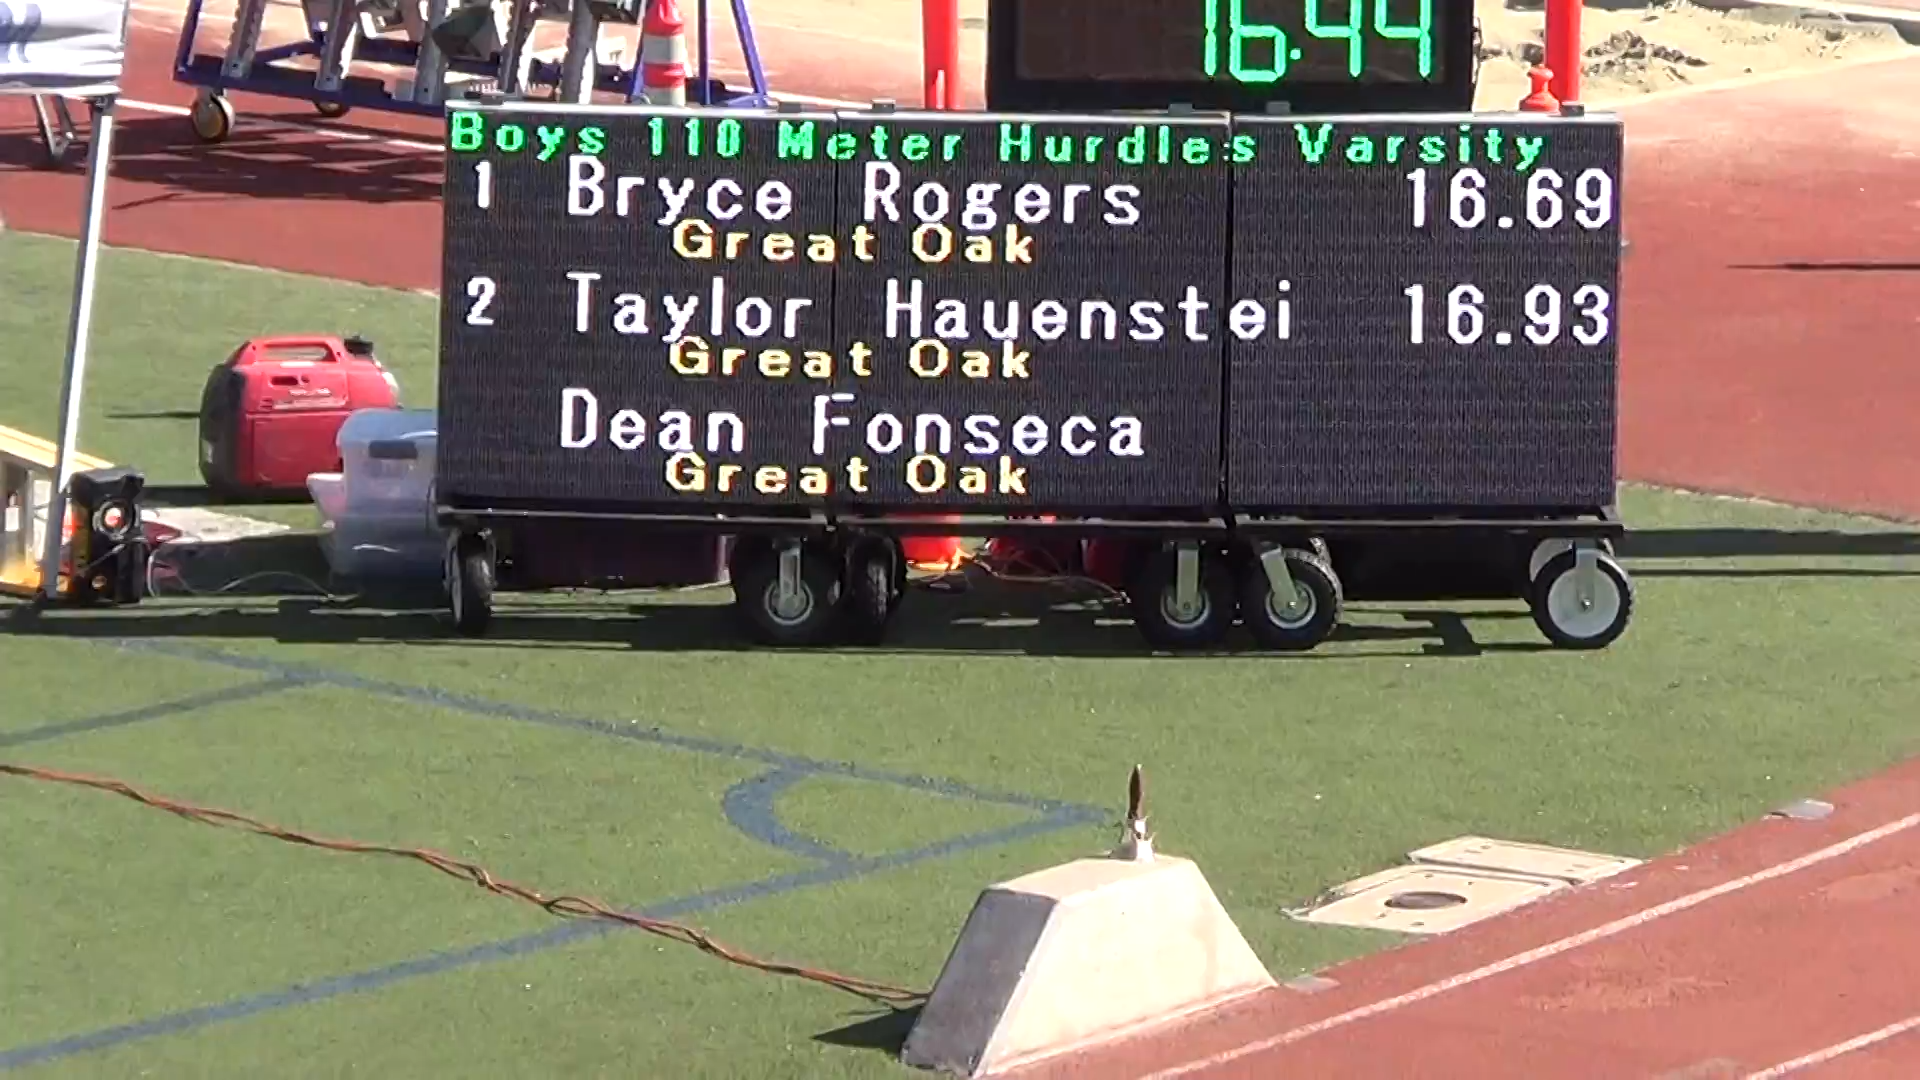 16.44
Boys 110 Meter Hurdles Varsity
1 Bryce Rogers 16.69
Great Oak
2 Taylor Hauenstei 16.93
Great Oak
Dean Fonseca
Great Oak